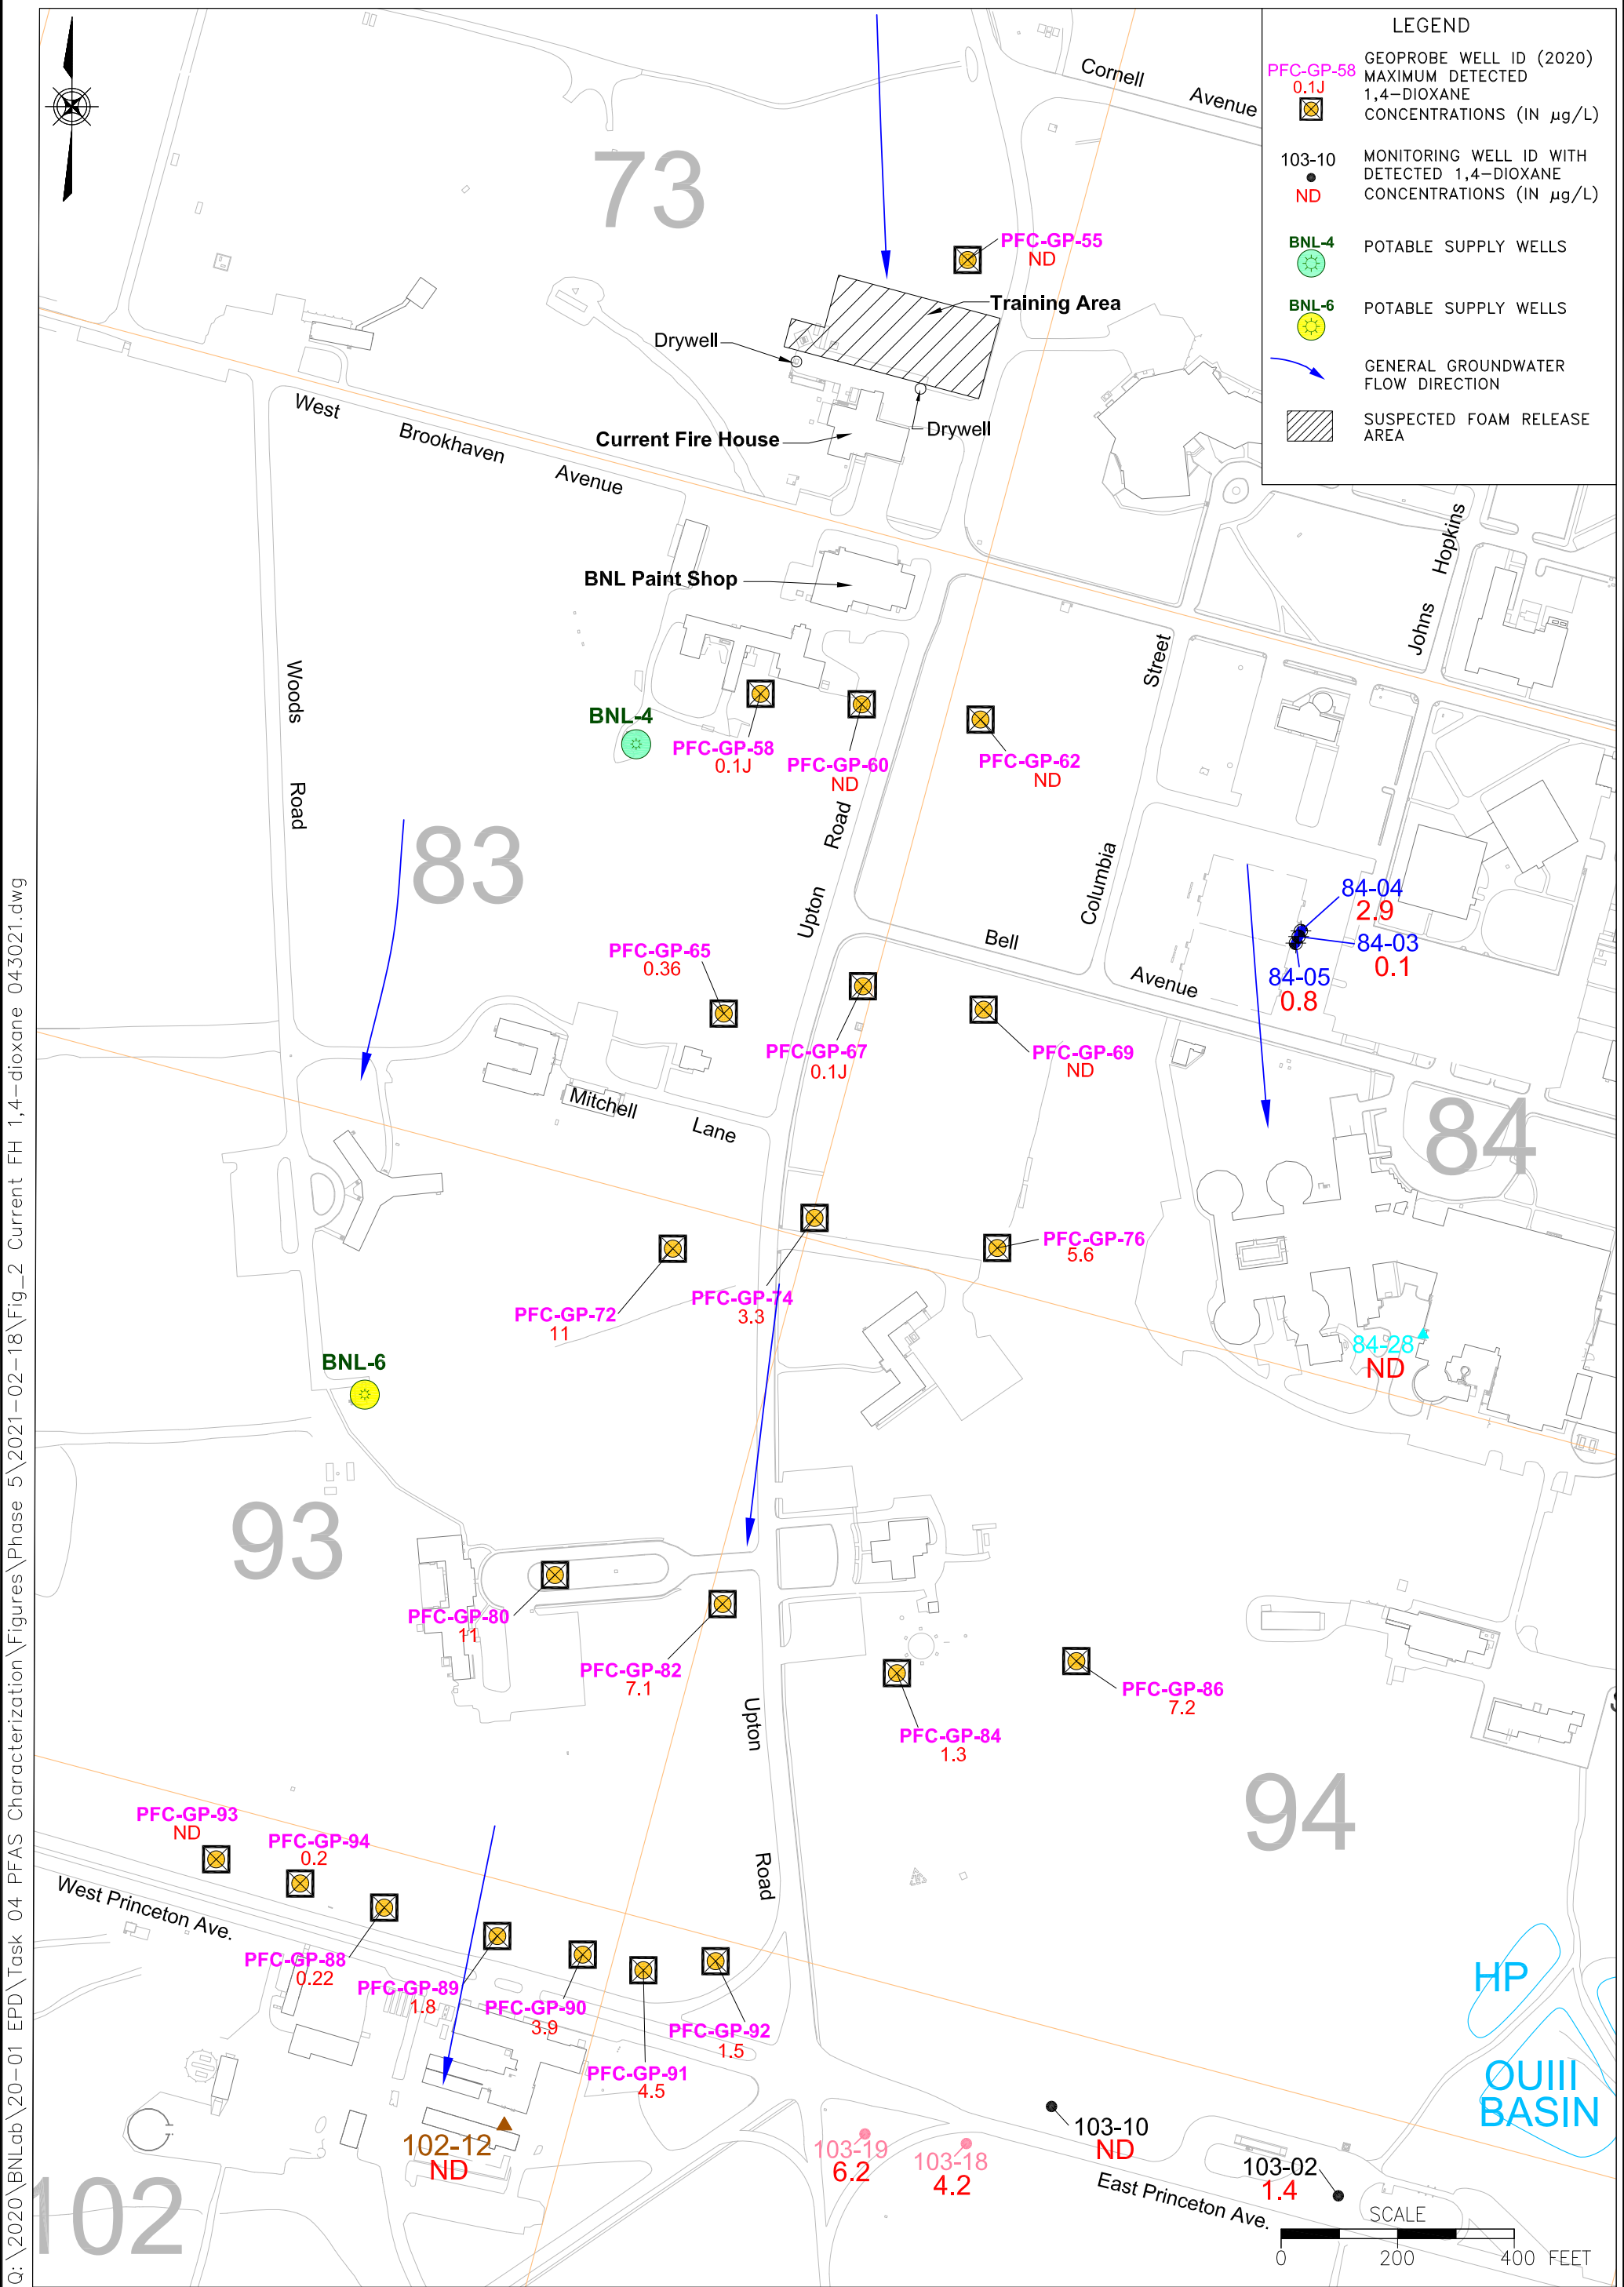 LEGEND
PFC-GP-58
0.1J
GEOPROBE WELL ID (2020)
MAXIMUM DETECTED
1,4-DIOXANE
CONCENTRATIONS (IN µg/L)
103-10
ND
MONITORING WELL ID WITH
DETECTED 1,4-DIOXANE
CONCENTRATIONS (IN µg/L)
BNL-4
POTABLE SUPPLY WELLS
BNL-6
POTABLE SUPPLY WELLS
GENERAL GROUNDWATER
FLOW DIRECTION
SUSPECTED FOAM RELEASE
AREA
Cornell Avenue
73
PFC-GP-55
ND
Training Area
Drywell
Drywell
Current Fire House
West Brookhaven Avenue
Johns Hopkins
BNL Paint Shop
Street
Woods Road
BNL-4
PFC-GP-58
0.1J
PFC-GP-60
ND
PFC-GP-62
ND
Upton Road
Columbia
83
84-04
2.9
84-03
0.1
84-05
0.8
Bell Avenue
PFC-GP-65
0.36
PFC-GP-67
0.1J
PFC-GP-69
ND
Mitchell Lane
84
PFC-GP-76
5.6
PFC-GP-72
11
PFC-GP-74
3.3
84-28
ND
BNL-6
93
PFC-GP-80
11
PFC-GP-82
7.1
PFC-GP-84
1.3
PFC-GP-86
7.2
Upton Road
94
PFC-GP-93
ND
PFC-GP-94
0.2
West Princeton Ave.
PFC-GP-88
0.22
PFC-GP-89
1.8
PFC-GP-90
3.9
PFC-GP-91
4.5
PFC-GP-92
1.5
HP
OUIII
BASIN
102-12
ND
103-19
6.2
103-18
4.2
103-10
ND
103-02
1.4
East Princeton Ave.
102
SCALE
0 200 400 FEET
Q:\2020\BNLab\20-01 EPD\Task 04 PFAS Characterization\Figures\Phase 5\2021-02-18\Fig_2 Current FH 1,4-dioxane 043021.dwg